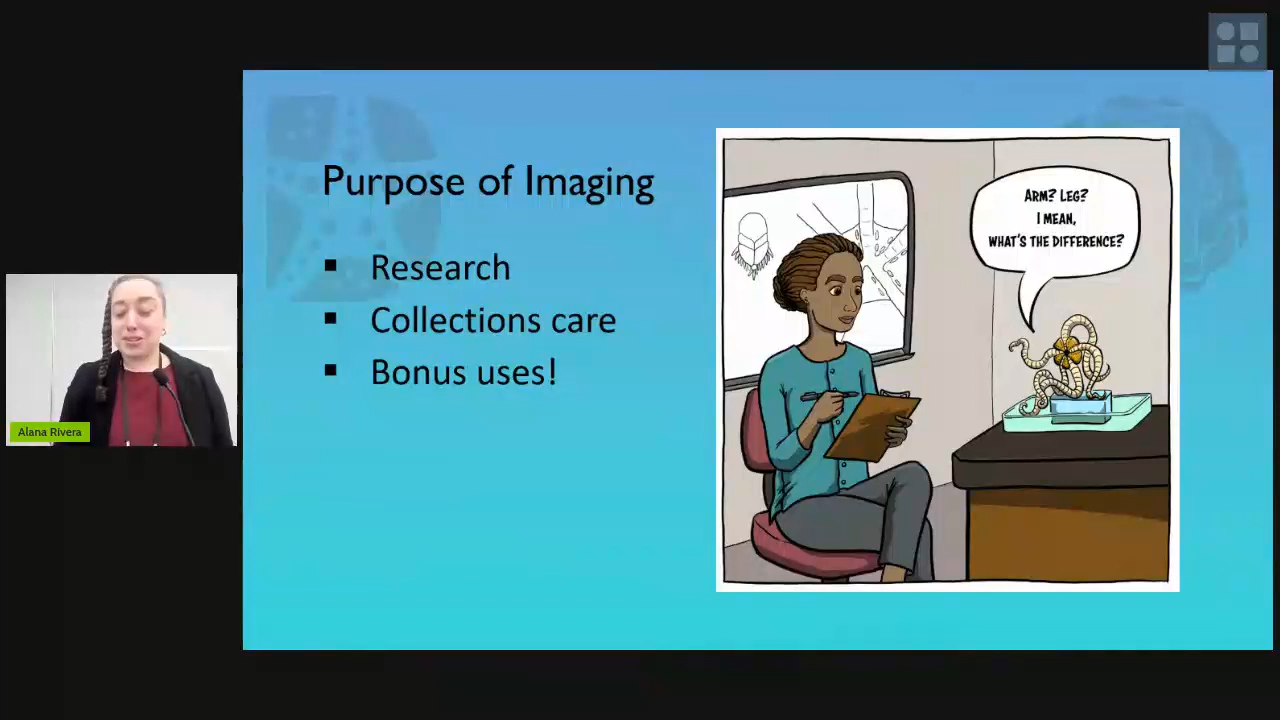 Purpose of Imaging
▪ Research
▪ Collections care
▪ Bonus uses!
ARM? LEG?
I MEAN,
WHAT'S THE DIFFERENCE?
Alana Rivera